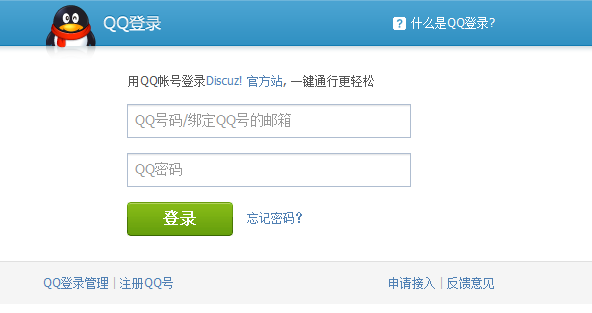 QQ登录
什么是QQ登录?
用QQ帐号登录Discuz! 官方站, 一键通行更轻松
QQ号码/绑定QQ号的邮箱
QQ密码
登录 忘记密码?
QQ登录管理 | 注册QQ号
申请接入 | 反馈意见